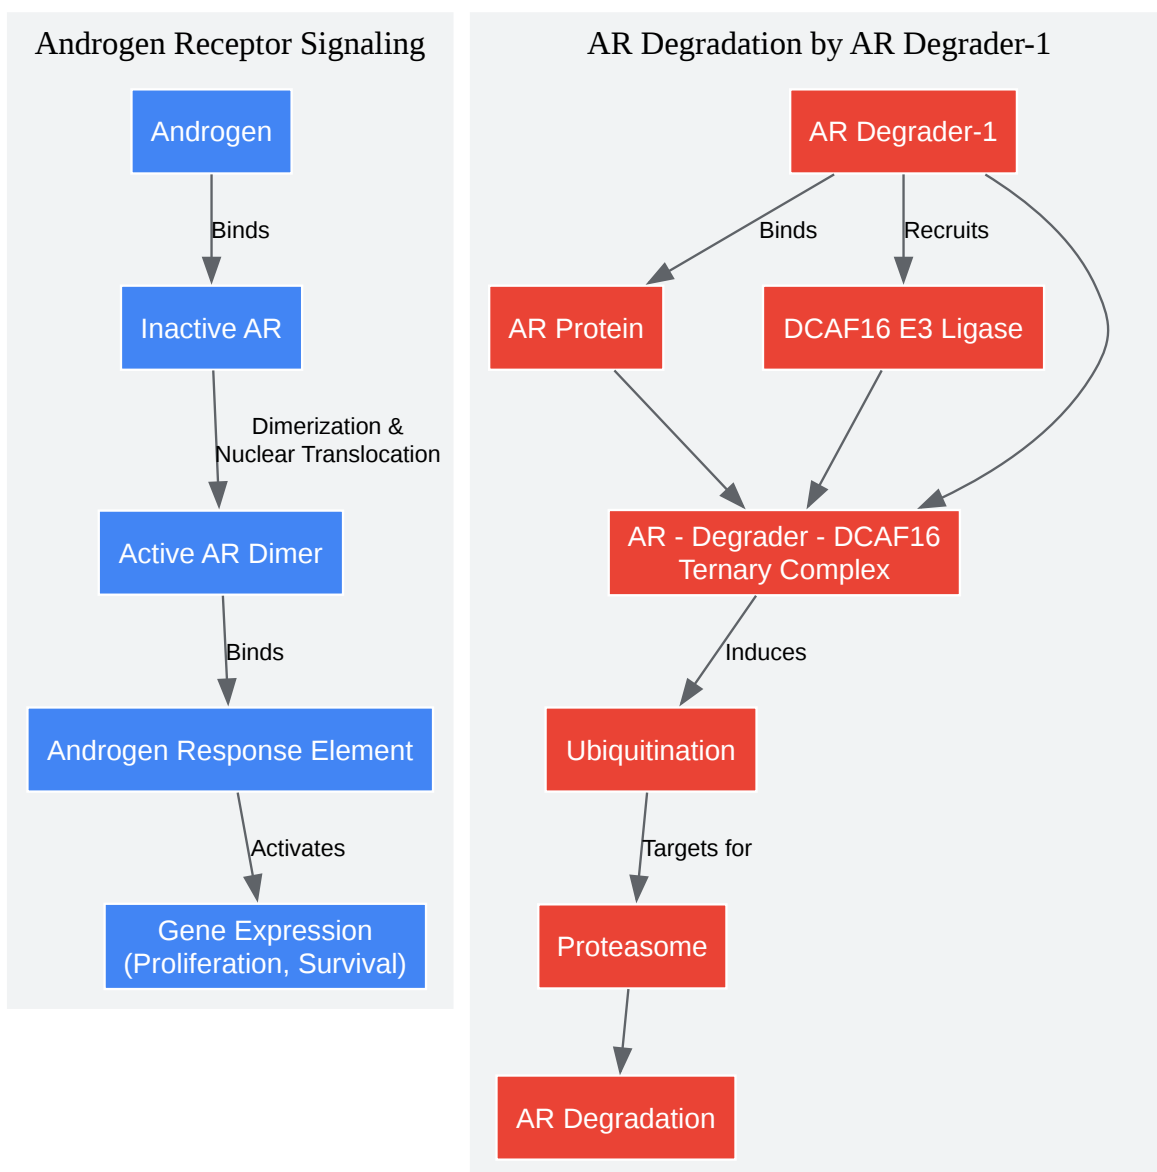 Androgen Receptor Signaling
Androgen
Binds
Inactive AR
Dimerization &
Nuclear Translocation
Active AR Dimer
Binds
Androgen Response Element
Activates
Gene Expression
(Proliferation, Survival)
AR Degradation by AR Degrader-1
AR Degrader-1
Binds
Recruits
AR Protein
DCAF16 E3 Ligase
AR - Degrader - DCAF16
Ternary Complex
Induces
Ubiquitination
Targets for
Proteasome
AR Degradation